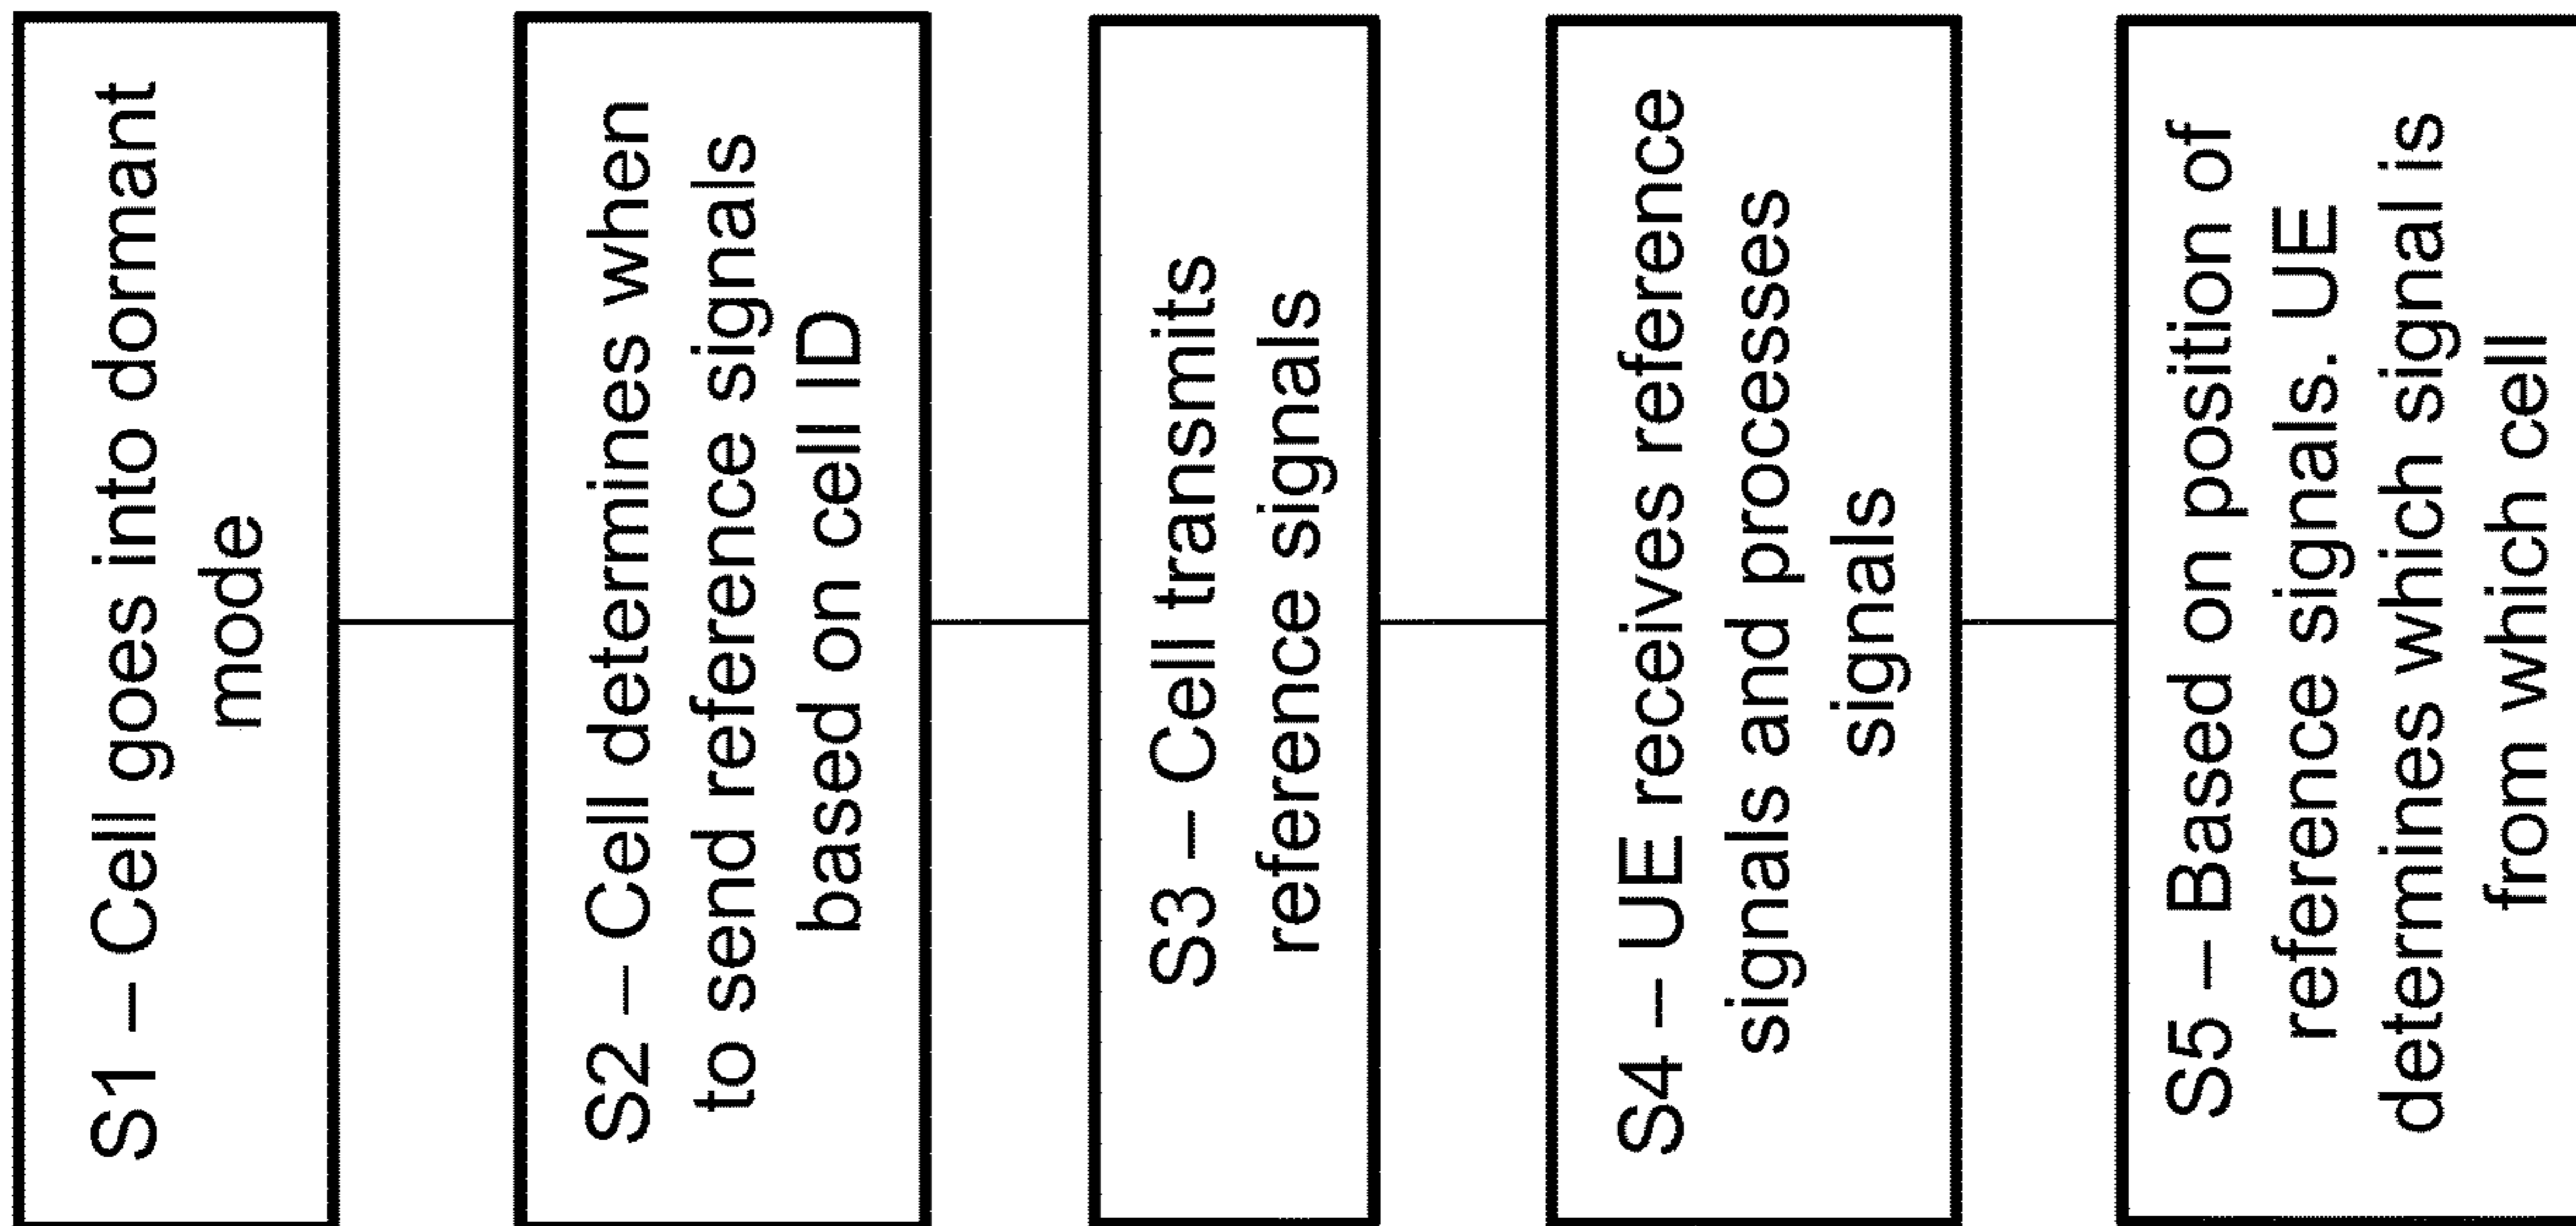 S1 – Cell goes into dormant
mode
S2 – Cell determines when
to send reference signals
based on cell ID
S3 – Cell transmits
reference signals
S4 – UE receives reference
signals and processes
signals
S5 – Based on position of
reference signals. UE
determines which signal is
from which cell